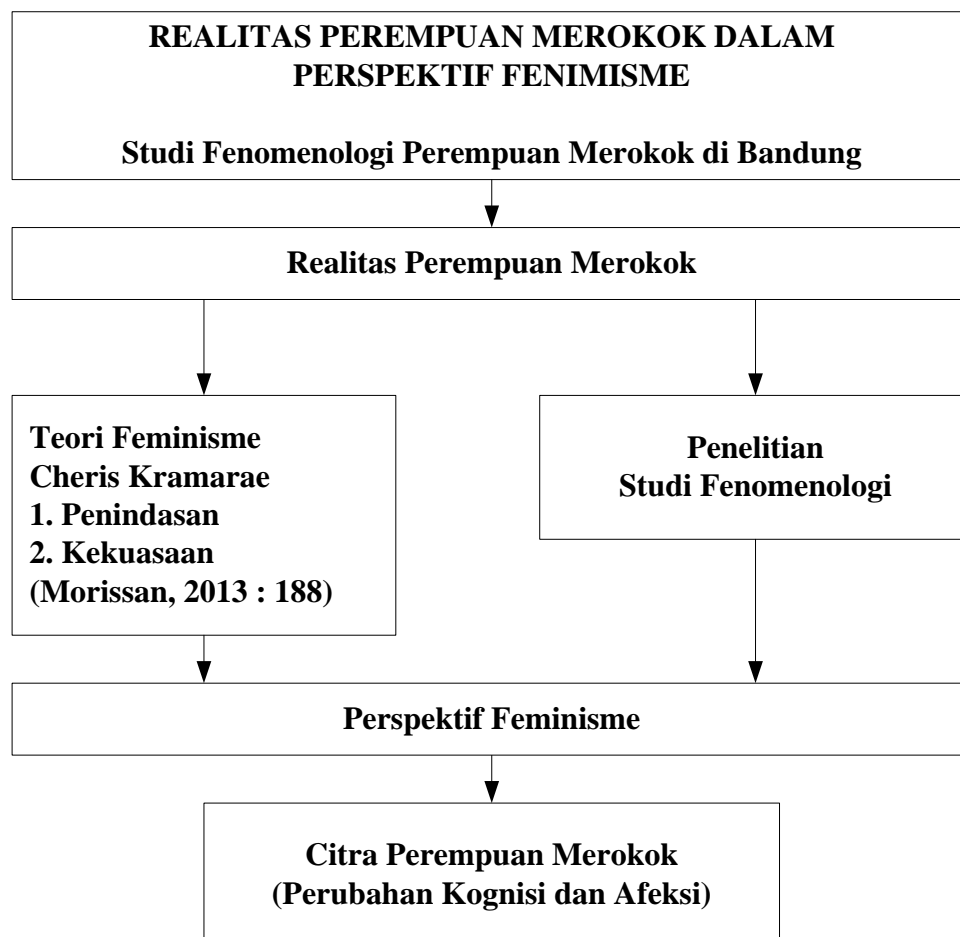 REALITAS PEREMPUAN MEROKOK DALAM
PERSPEKTIF FENIMISME
Studi Fenomenologi Perempuan Merokok di Bandung
Realitas Perempuan Merokok
Teori Feminisme
Cheris Kramarae
1. Penindasan
2. Kekuasaan
(Morissan, 2013 : 188)
Penelitian
Studi Fenomenologi
Perspektif Feminisme
Citra Perempuan Merokok
(Perubahan Kognisi dan Afeksi)